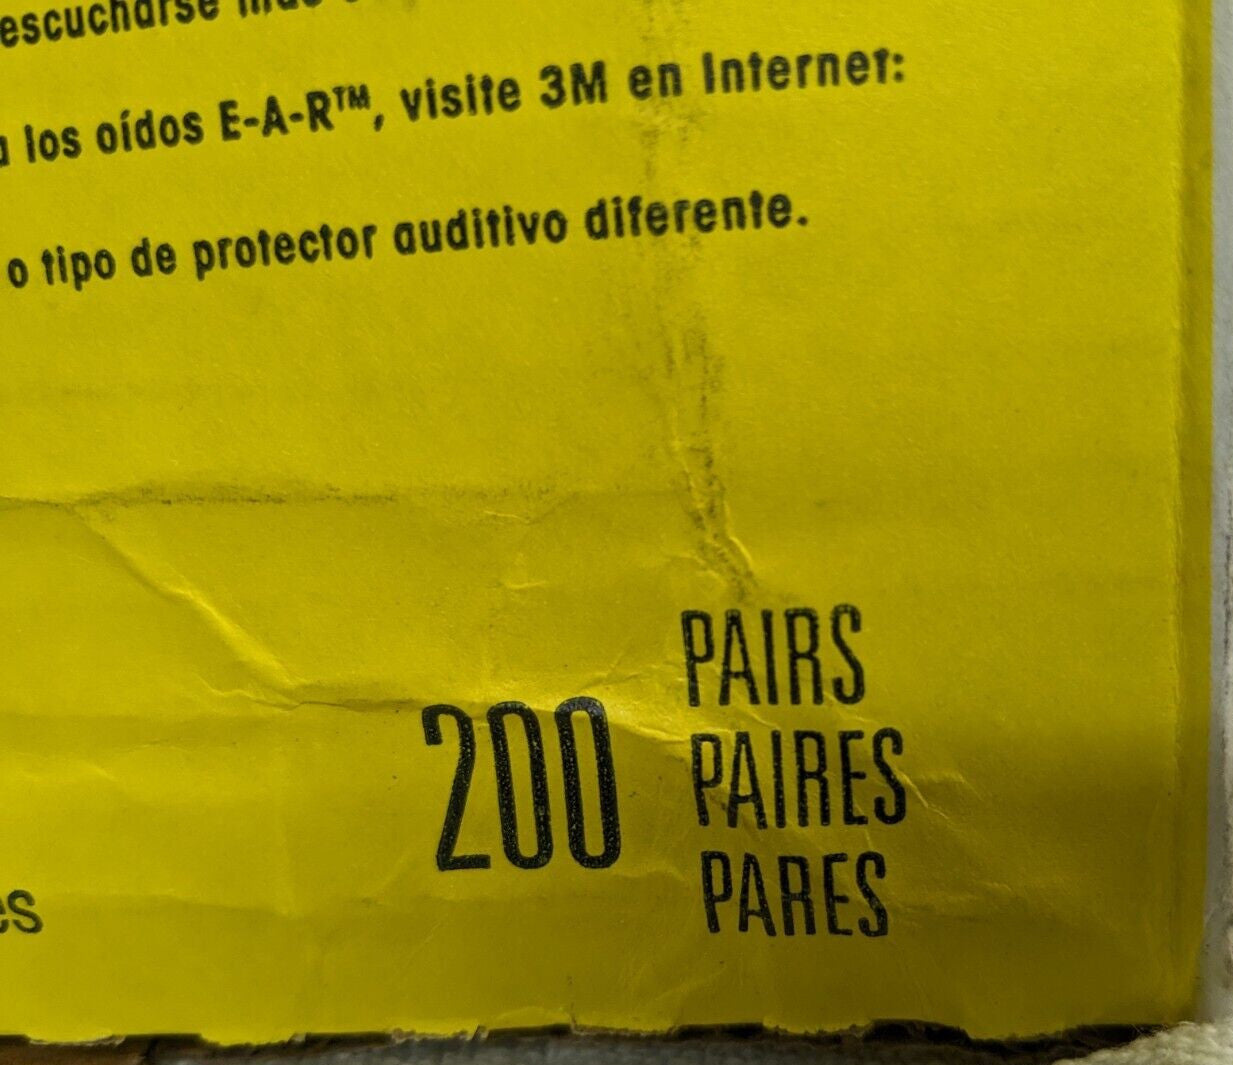 escucharse
los oídos E-A-R™, visite 3M en Internet:
o tipo de protector auditivo diferente.
200
PAIRS
PAIRES
PARES